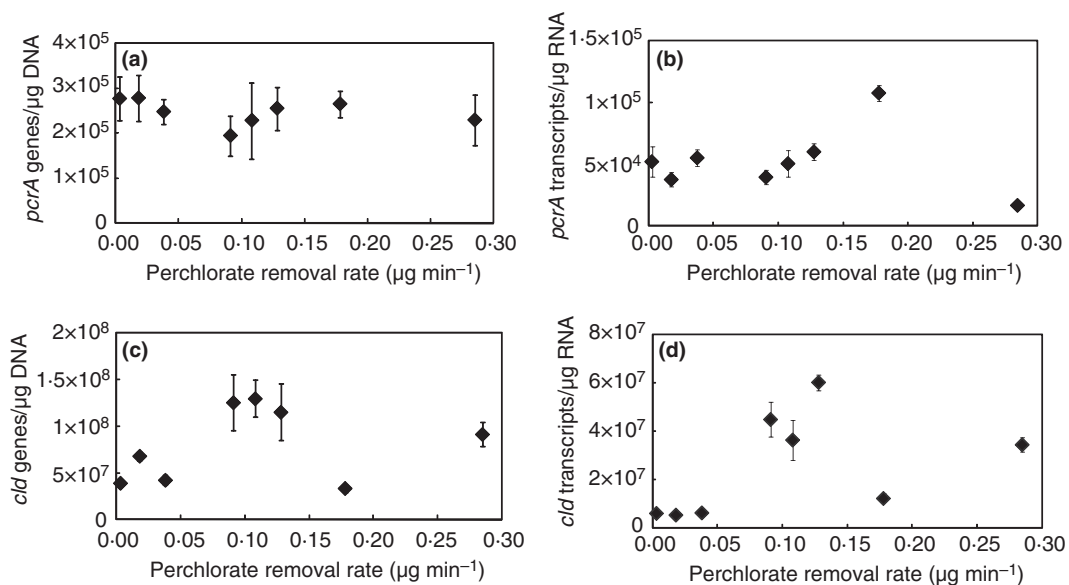 (a)
pcrA genes/µg DNA
4×10⁵
3×10⁵
2×10⁵
1×10⁵
0
0·00 0·05 0·10 0·15 0·20 0·25 0·30
Perchlorate removal rate (µg min⁻¹)
(b)
pcrA transcripts/µg RNA
1·5×10⁵
1×10⁵
5×10⁴
0
0·00 0·05 0·10 0·15 0·20 0·25 0·30
Perchlorate removal rate (µg min⁻¹)
(c)
cld genes/µg DNA
2×10⁸
1·5×10⁸
1×10⁸
5×10⁷
0
0·00 0·05 0·10 0·15 0·20 0·25 0·30
Perchlorate removal rate (µg min⁻¹)
(d)
cld transcripts/µg RNA
8×10⁷
6×10⁷
4×10⁷
2×10⁷
0
0·00 0·05 0·10 0·15 0·20 0·25 0·30
Perchlorate removal rate (µg min⁻¹)